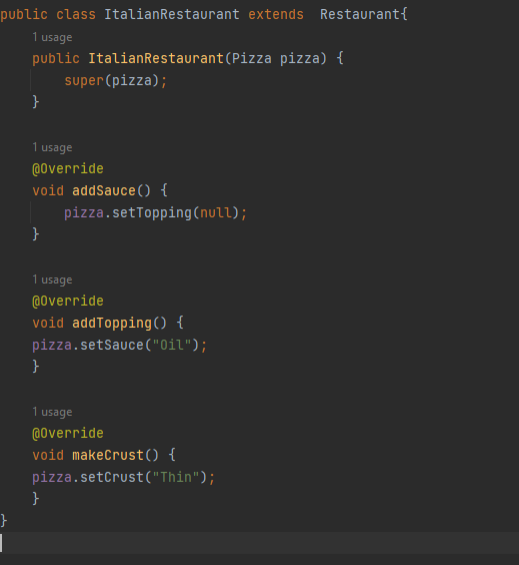 public class ItalianRestaurant extends  Restaurant{
1 usage
public ItalianRestaurant(Pizza pizza) {
super(pizza);
}
1 usage
@Override
void addSauce() {
pizza.setTopping(null);
}
1 usage
@Override
void addTopping() {
pizza.setSauce("Oil");
}
1 usage
@Override
void makeCrust() {
pizza.setCrust("Thin");
}
}